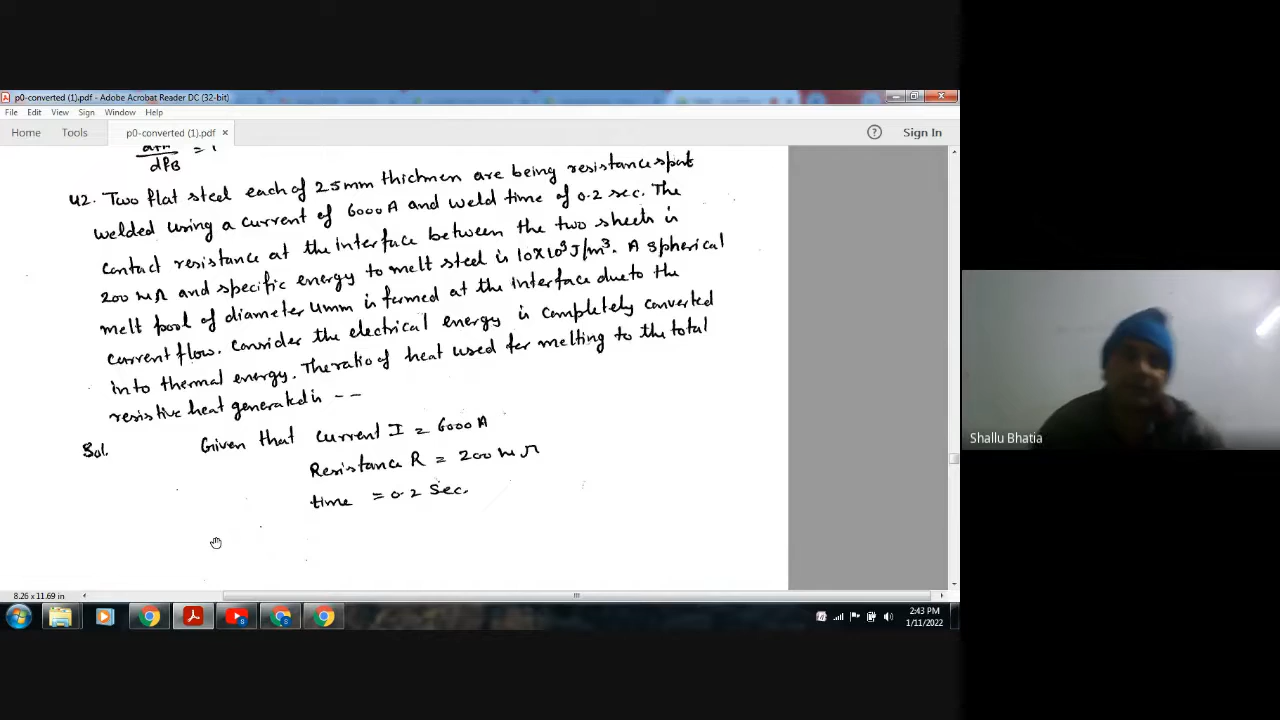 p0-converted (1).pdf - Adobe Acrobat Reader DC (32-bit)
File Edit View Sign Window Help
Home Tools p0-converted (1).pdf × Sign In
dPB = 1
42. Two flat steel each of 25mm thichmen are being resistance spot
welded using a current of 6000 A and weld time of 0.2 sec. The
Contact resistance at the interface between the two sheets is
200 μΩ and specific energy to melt steel is 10×10³ J/m³. A spherical
melt pool of diameter 4mm is formed at the interface due to the
current flow. Consider the electrical energy is completely converted
into thermal energy. The ratio of heat used for melting to the total
resistive heat generated is --
Sol. Given that current I = 6000 A
Resistance R = 200 μΩ
time = 0.2 Sec.
Shallu Bhatia
8.26 x 11.69 in
2:43 PM
1/11/2022